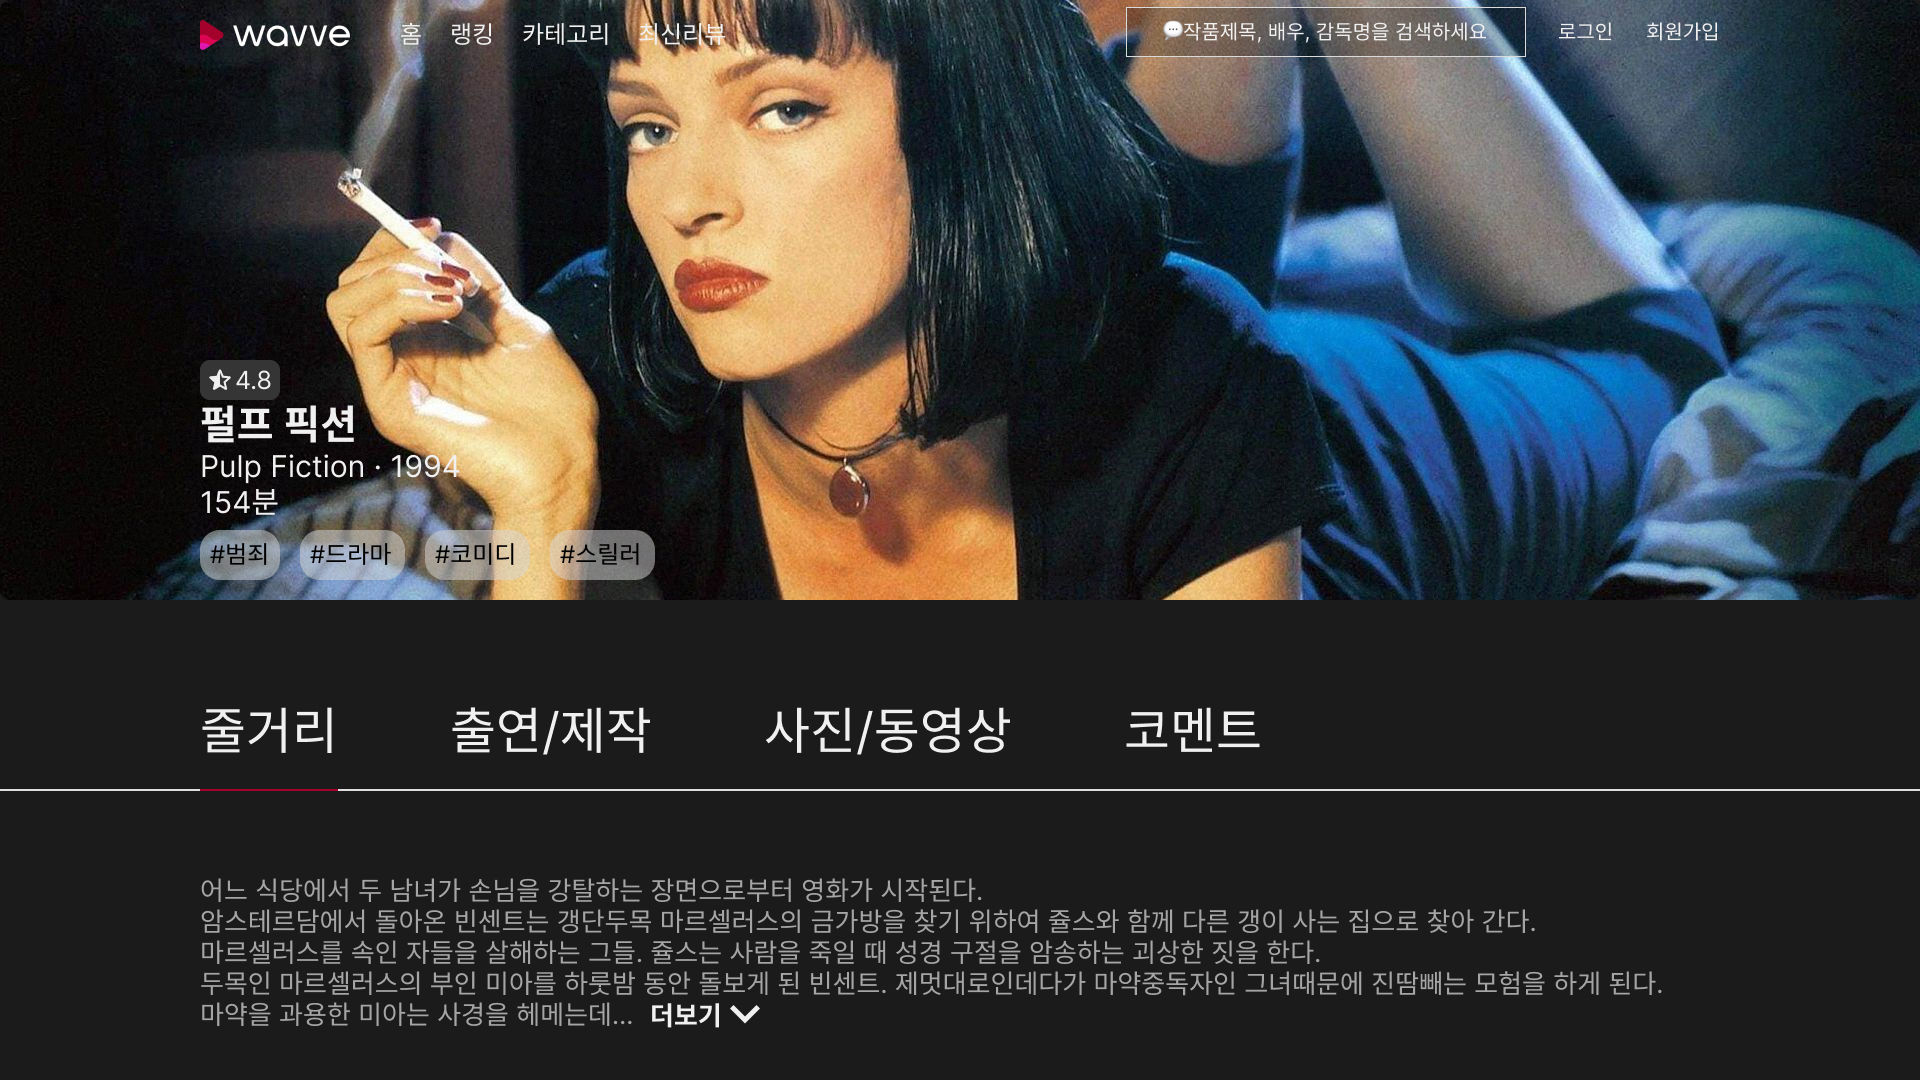 wavve 홈 랭킹 카테고리 최신리뷰 작품제목, 배우, 감독명을 검색하세요 로그인 회원가입
4.8
펄프 픽션
Pulp Fiction · 1994
154분
#범죄 #드라마 #코미디 #스릴러
줄거리 출연/제작 사진/동영상 코멘트
어느 식당에서 두 남녀가 손님을 강탈하는 장면으로부터 영화가 시작된다.
암스테르담에서 돌아온 빈센트는 갱단두목 마르셀러스의 금가방을 찾기 위하여 쥴스와 함께 다른 갱이 사는 집으로 찾아 간다.
마르셀러스를 속인 자들을 살해하는 그들. 쥴스는 사람을 죽일 때 성경 구절을 암송하는 괴상한 짓을 한다.
두목인 마르셀러스의 부인 미아를 하룻밤 동안 돌보게 된 빈센트. 제멋대로인데다가 마약중독자인 그녀때문에 진땀빼는 모험을 하게 된다.
마약을 과용한 미아는 사경을 헤메는데... 더보기